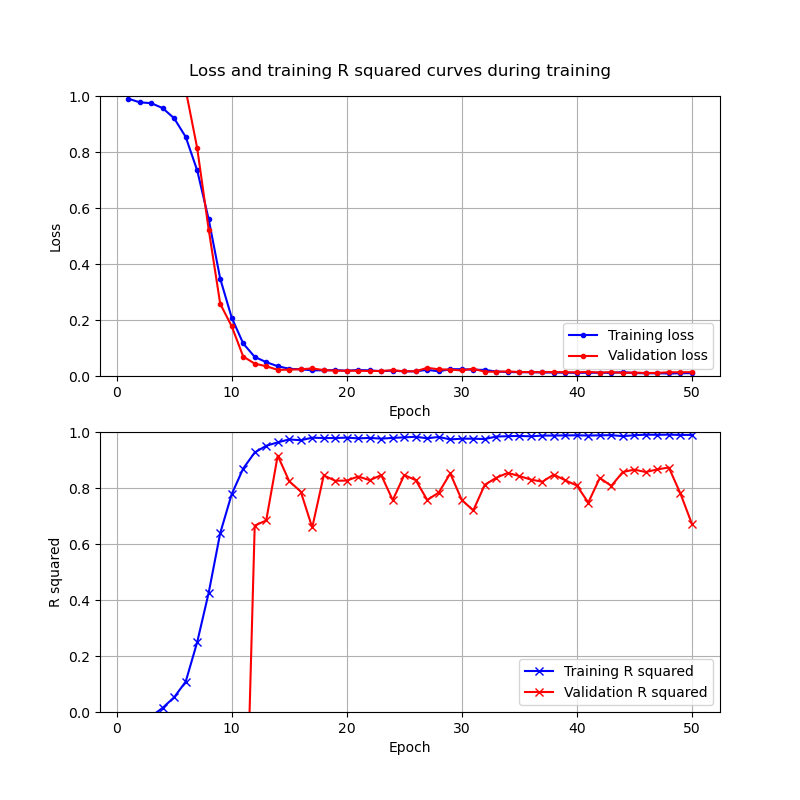 Loss and training R squared curves during training
1.0
0.8
0.6
0.4
0.2
0.0
Loss
Training loss
Validation loss
0 10 20 30 40 50
Epoch
1.0
0.8
0.6
0.4
0.2
0.0
R squared
Training R squared
Validation R squared
0 10 20 30 40 50
Epoch